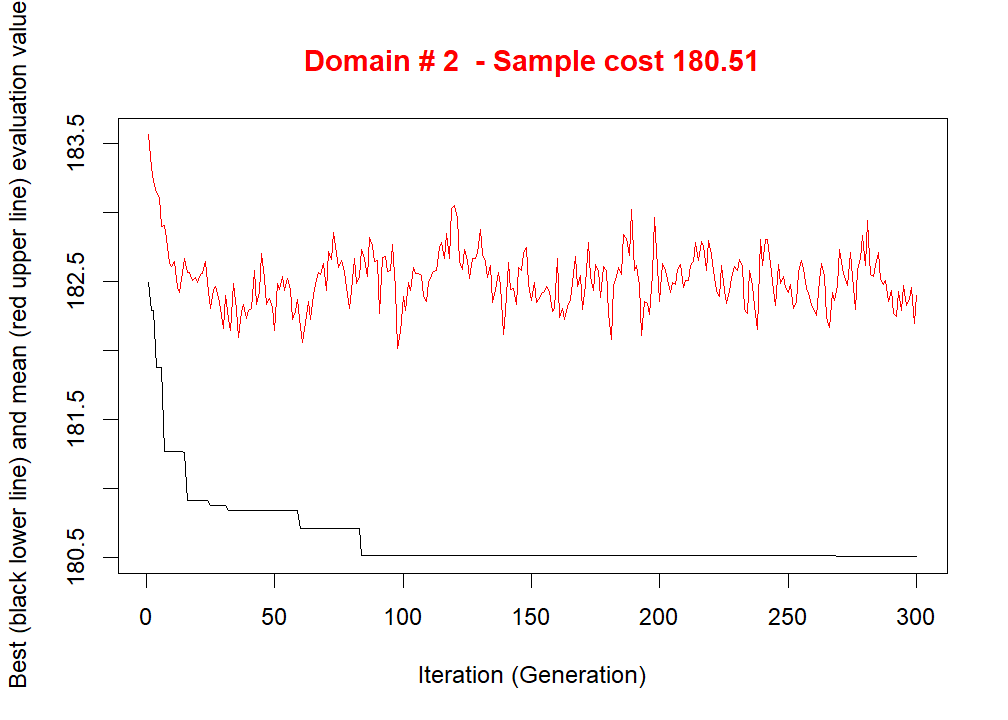 Domain # 2  - Sample cost 180.51
Best (black lower line) and mean (red upper line) evaluation value
183.5
182.5
181.5
180.5
0 50 100 150 200 250 300
Iteration (Generation)